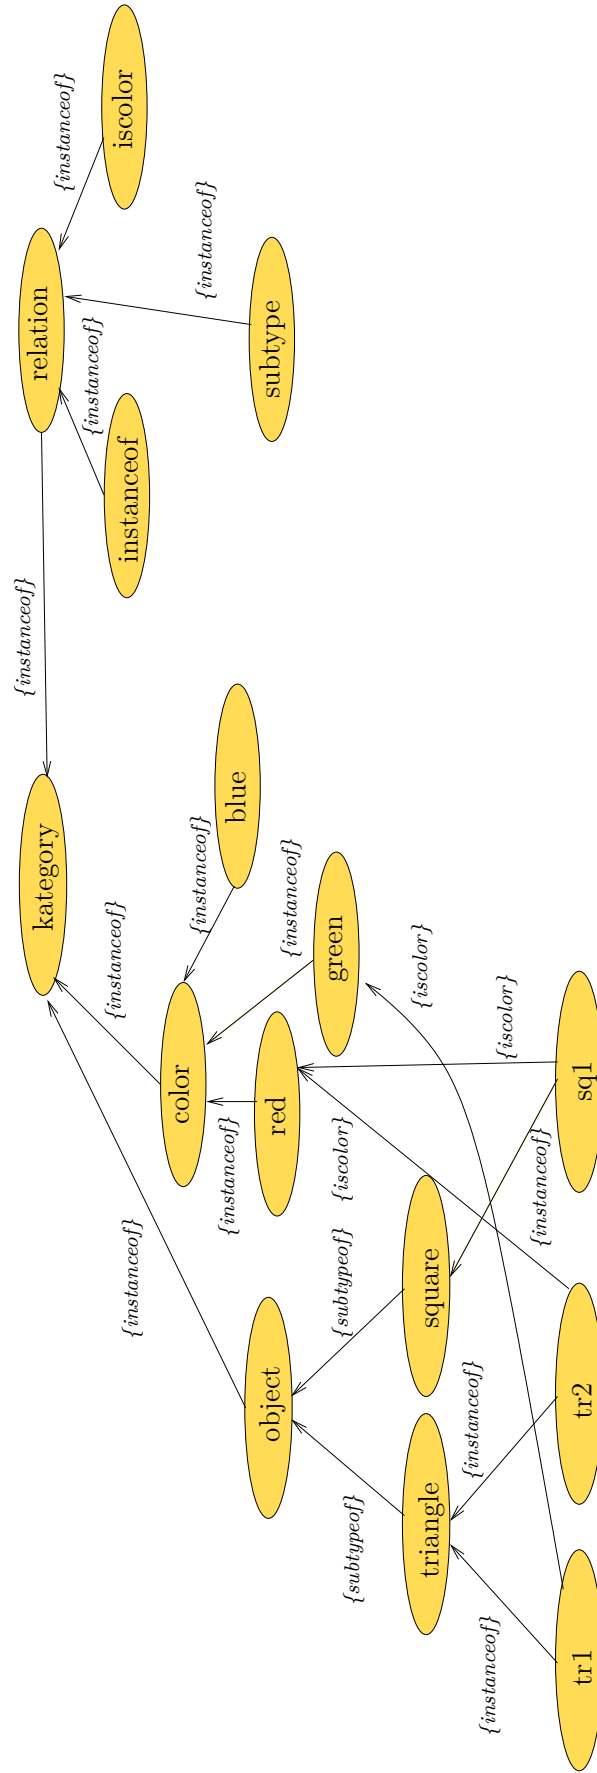 {instanceof}
{instanceof}
kategory
relation
{instanceof}
{instanceof}
{instanceof}
iscolor
instanceof
{instanceof}
color
{instanceof}
{instanceof}
blue
{instanceof}
object
red
subtype
{instanceof}
green
{subtypeof}
{subtypeof}
{iscolor}
{iscolor}
triangle
square
{instanceof}
{instanceof}
{instanceof}
{iscolor}
tr1
tr2
sq1